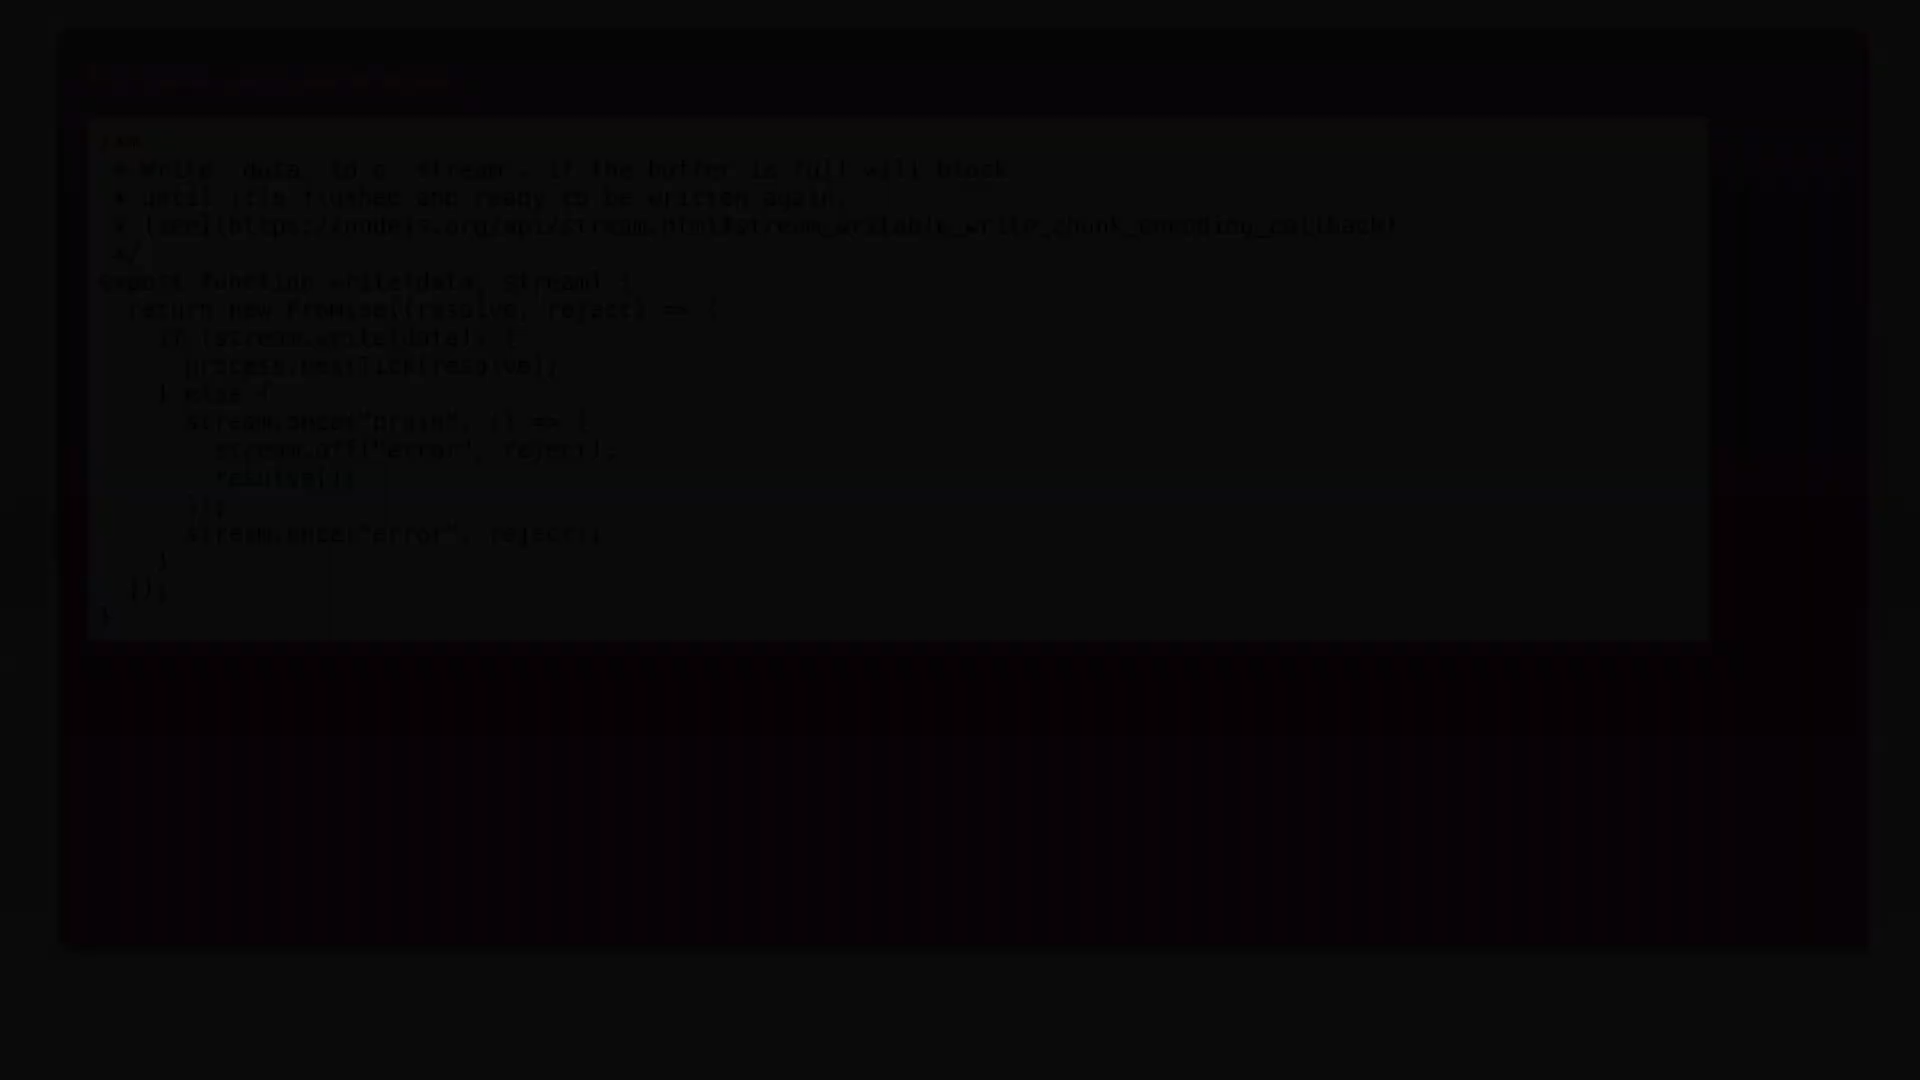 /**
 * Write `data` to a `stream`. if the buffer is full will block
 * until it's flushed and ready to be written again.
 * [see](https://nodejs.org/api/stream.html#stream_writable_write_chunk_encoding_callback)
 */
export function write(data, stream) {
  return new Promise((resolve, reject) => {
    if (stream.write(data)) {
      process.nextTick(resolve);
    } else {
      stream.once("drain", () => {
        stream.off("error", reject);
        resolve();
      });
      stream.once("error", reject);
    }
  });
}